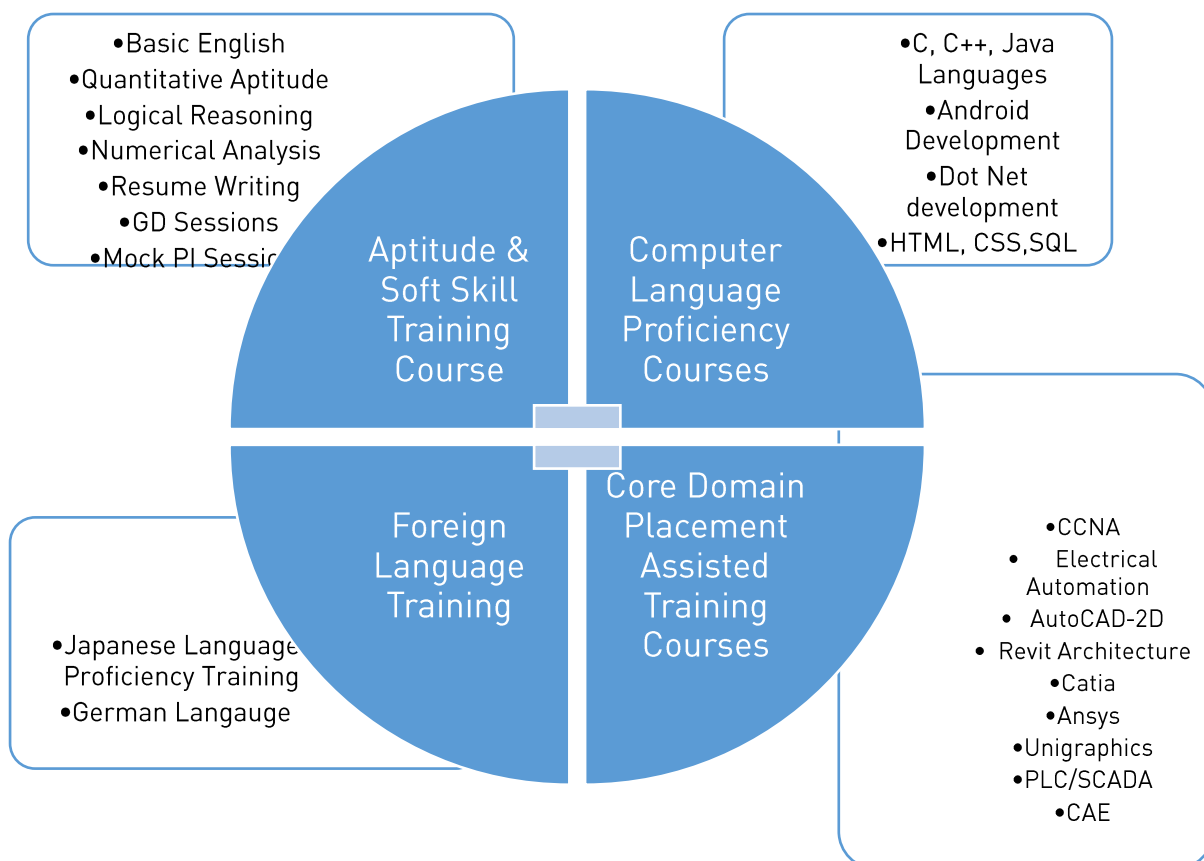 •Basic English
•Quantitative Aptitude
•Logical Reasoning
•Numerical Analysis
•Resume Writing
•GD Sessions
•Mock PI
Aptitude &
Soft Skill
Training
Course
•C, C++, Java
Languages
•Android
Development
•Dot Net
development
•HTML, CSS,SQL
Computer
Language
Proficiency
Courses
•Japanese Language
Proficiency Training
•German Langauge
Foreign
Language
Training
Core Domain
Placement
Assisted
Training
Courses
•CCNA
• Electrical
Automation
• AutoCAD-2D
• Revit Architecture
•Catia
•Ansys
•Unigraphics
•PLC/SCADA
•CAE